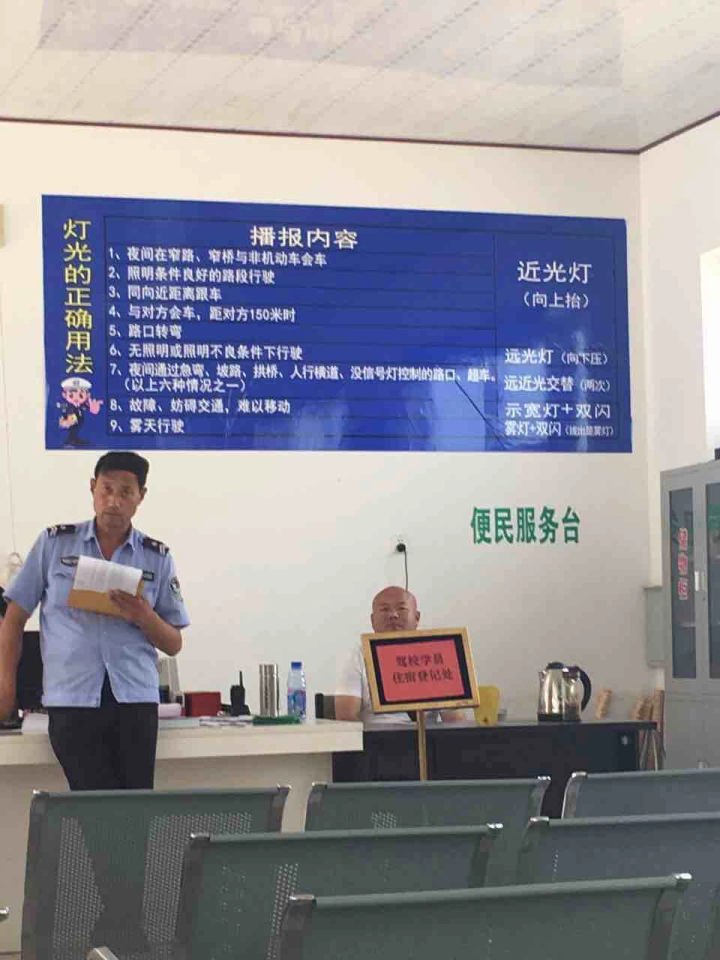 灯光的正确用法
播报内容
1、夜间在窄路、窄桥与非机动车会车
2、照明条件良好的路段行驶
3、同向近距离跟车
4、与对方会车，距对方150米时
5、路口转弯
6、无照明或照明不良条件下行驶
7、夜间通过急弯、坡路、拱桥、人行横道、没信号灯控制的路口、超车。
（以上六种情况之一）
8、故障、妨碍交通，难以移动
9、雾天行驶
近光灯
（向上抬）
远光灯（向下压）
远近光交替（两次）
示宽灯+双闪
雾灯+双闪（拔出是雾灯）
便民服务台
储物柜
驾校学员
住宿登记处